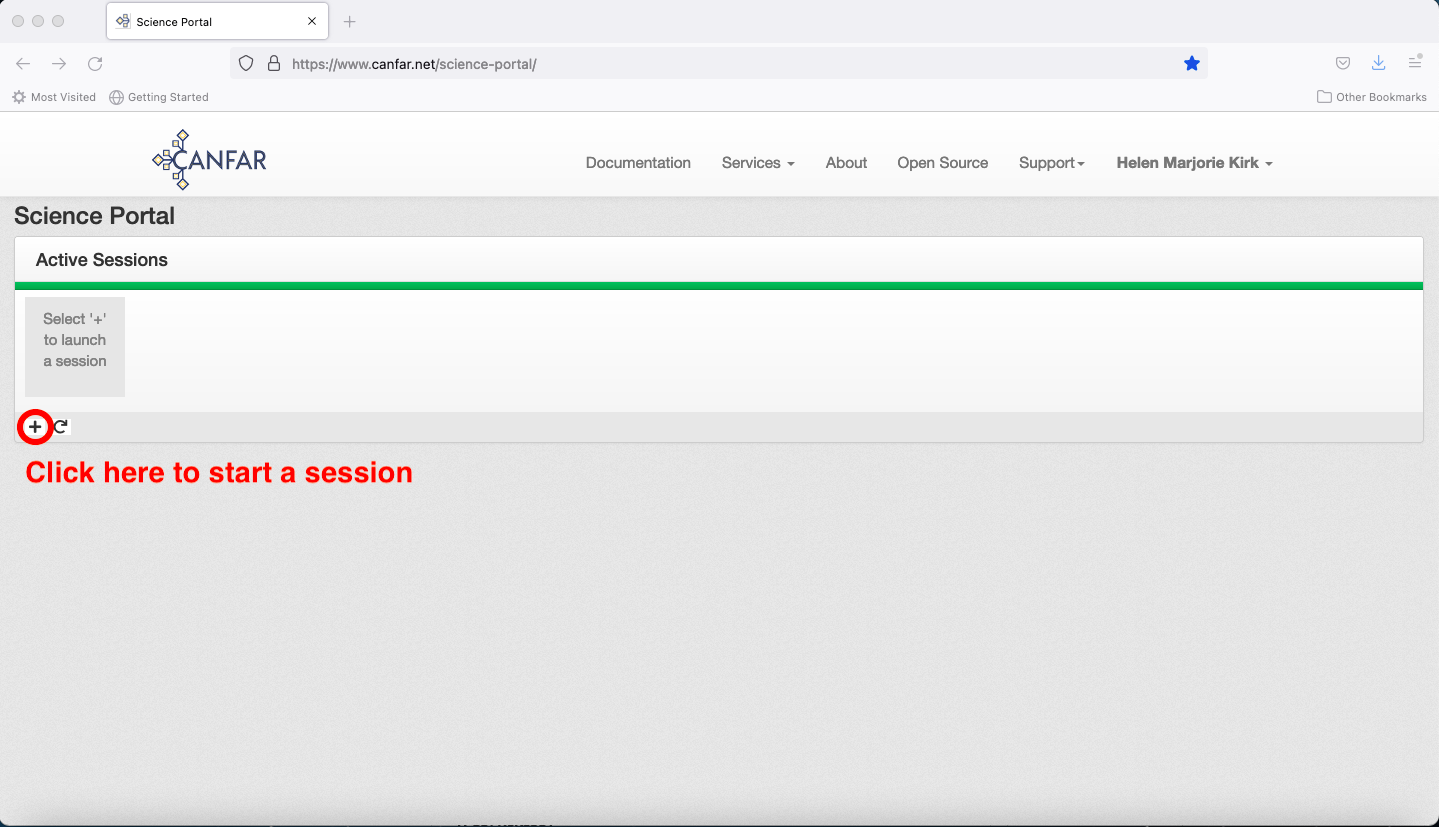 Science Portal
https://www.canfar.net/science-portal/
Most Visited
Getting Started
Other Bookmarks
CANFAR
Documentation
Services
About
Open Source
Support
Helen Marjorie Kirk
Science Portal
Active Sessions
Select '+'
to launch
a session
Click here to start a session